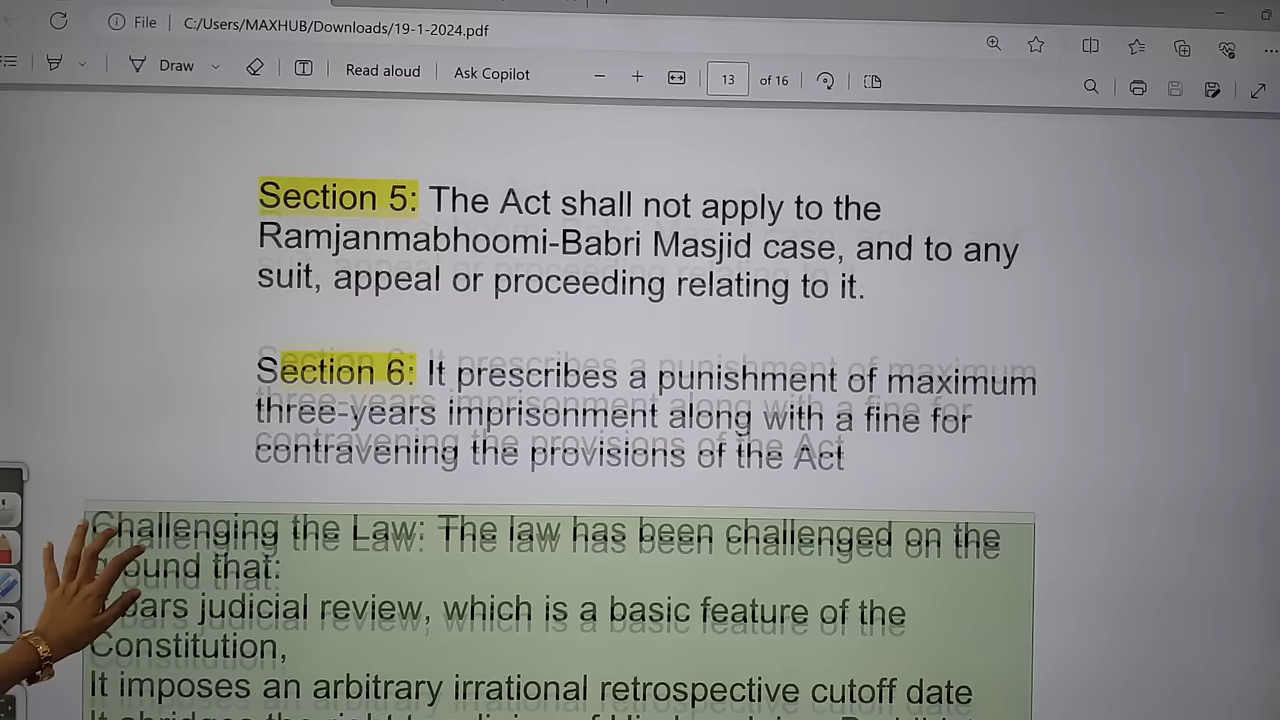 File C:/Users/MAXHUB/Downloads/19-1-2024.pdf
Draw Read aloud Ask Copilot 13 of 16
Section 5: The Act shall not apply to the
Ramjanmabhoomi-Babri Masjid case, and to any
suit, appeal or proceeding relating to it.
Section 6: It prescribes a punishment of maximum
three-years imprisonment along with a fine for
contravening the provisions of the Act
Challenging the Law: The law has been challenged on the
that:
bars judicial review, which is a basic feature of the
Constitution,
It imposes an arbitrary irrational retrospective cutoff date